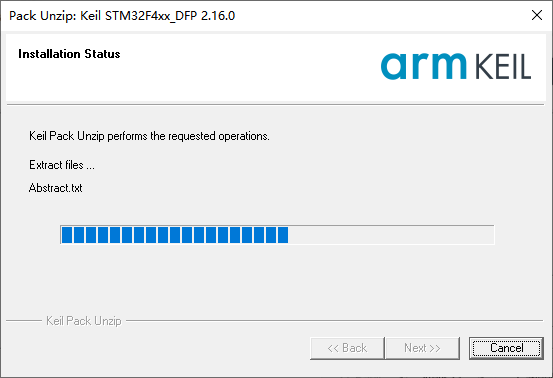 Pack Unzip: Keil STM32F4xx_DFP 2.16.0
Installation Status
arm KEIL
Keil Pack Unzip performs the requested operations.
Extract files ...
Abstract.txt
Keil Pack Unzip
<< Back
Next >>
Cancel